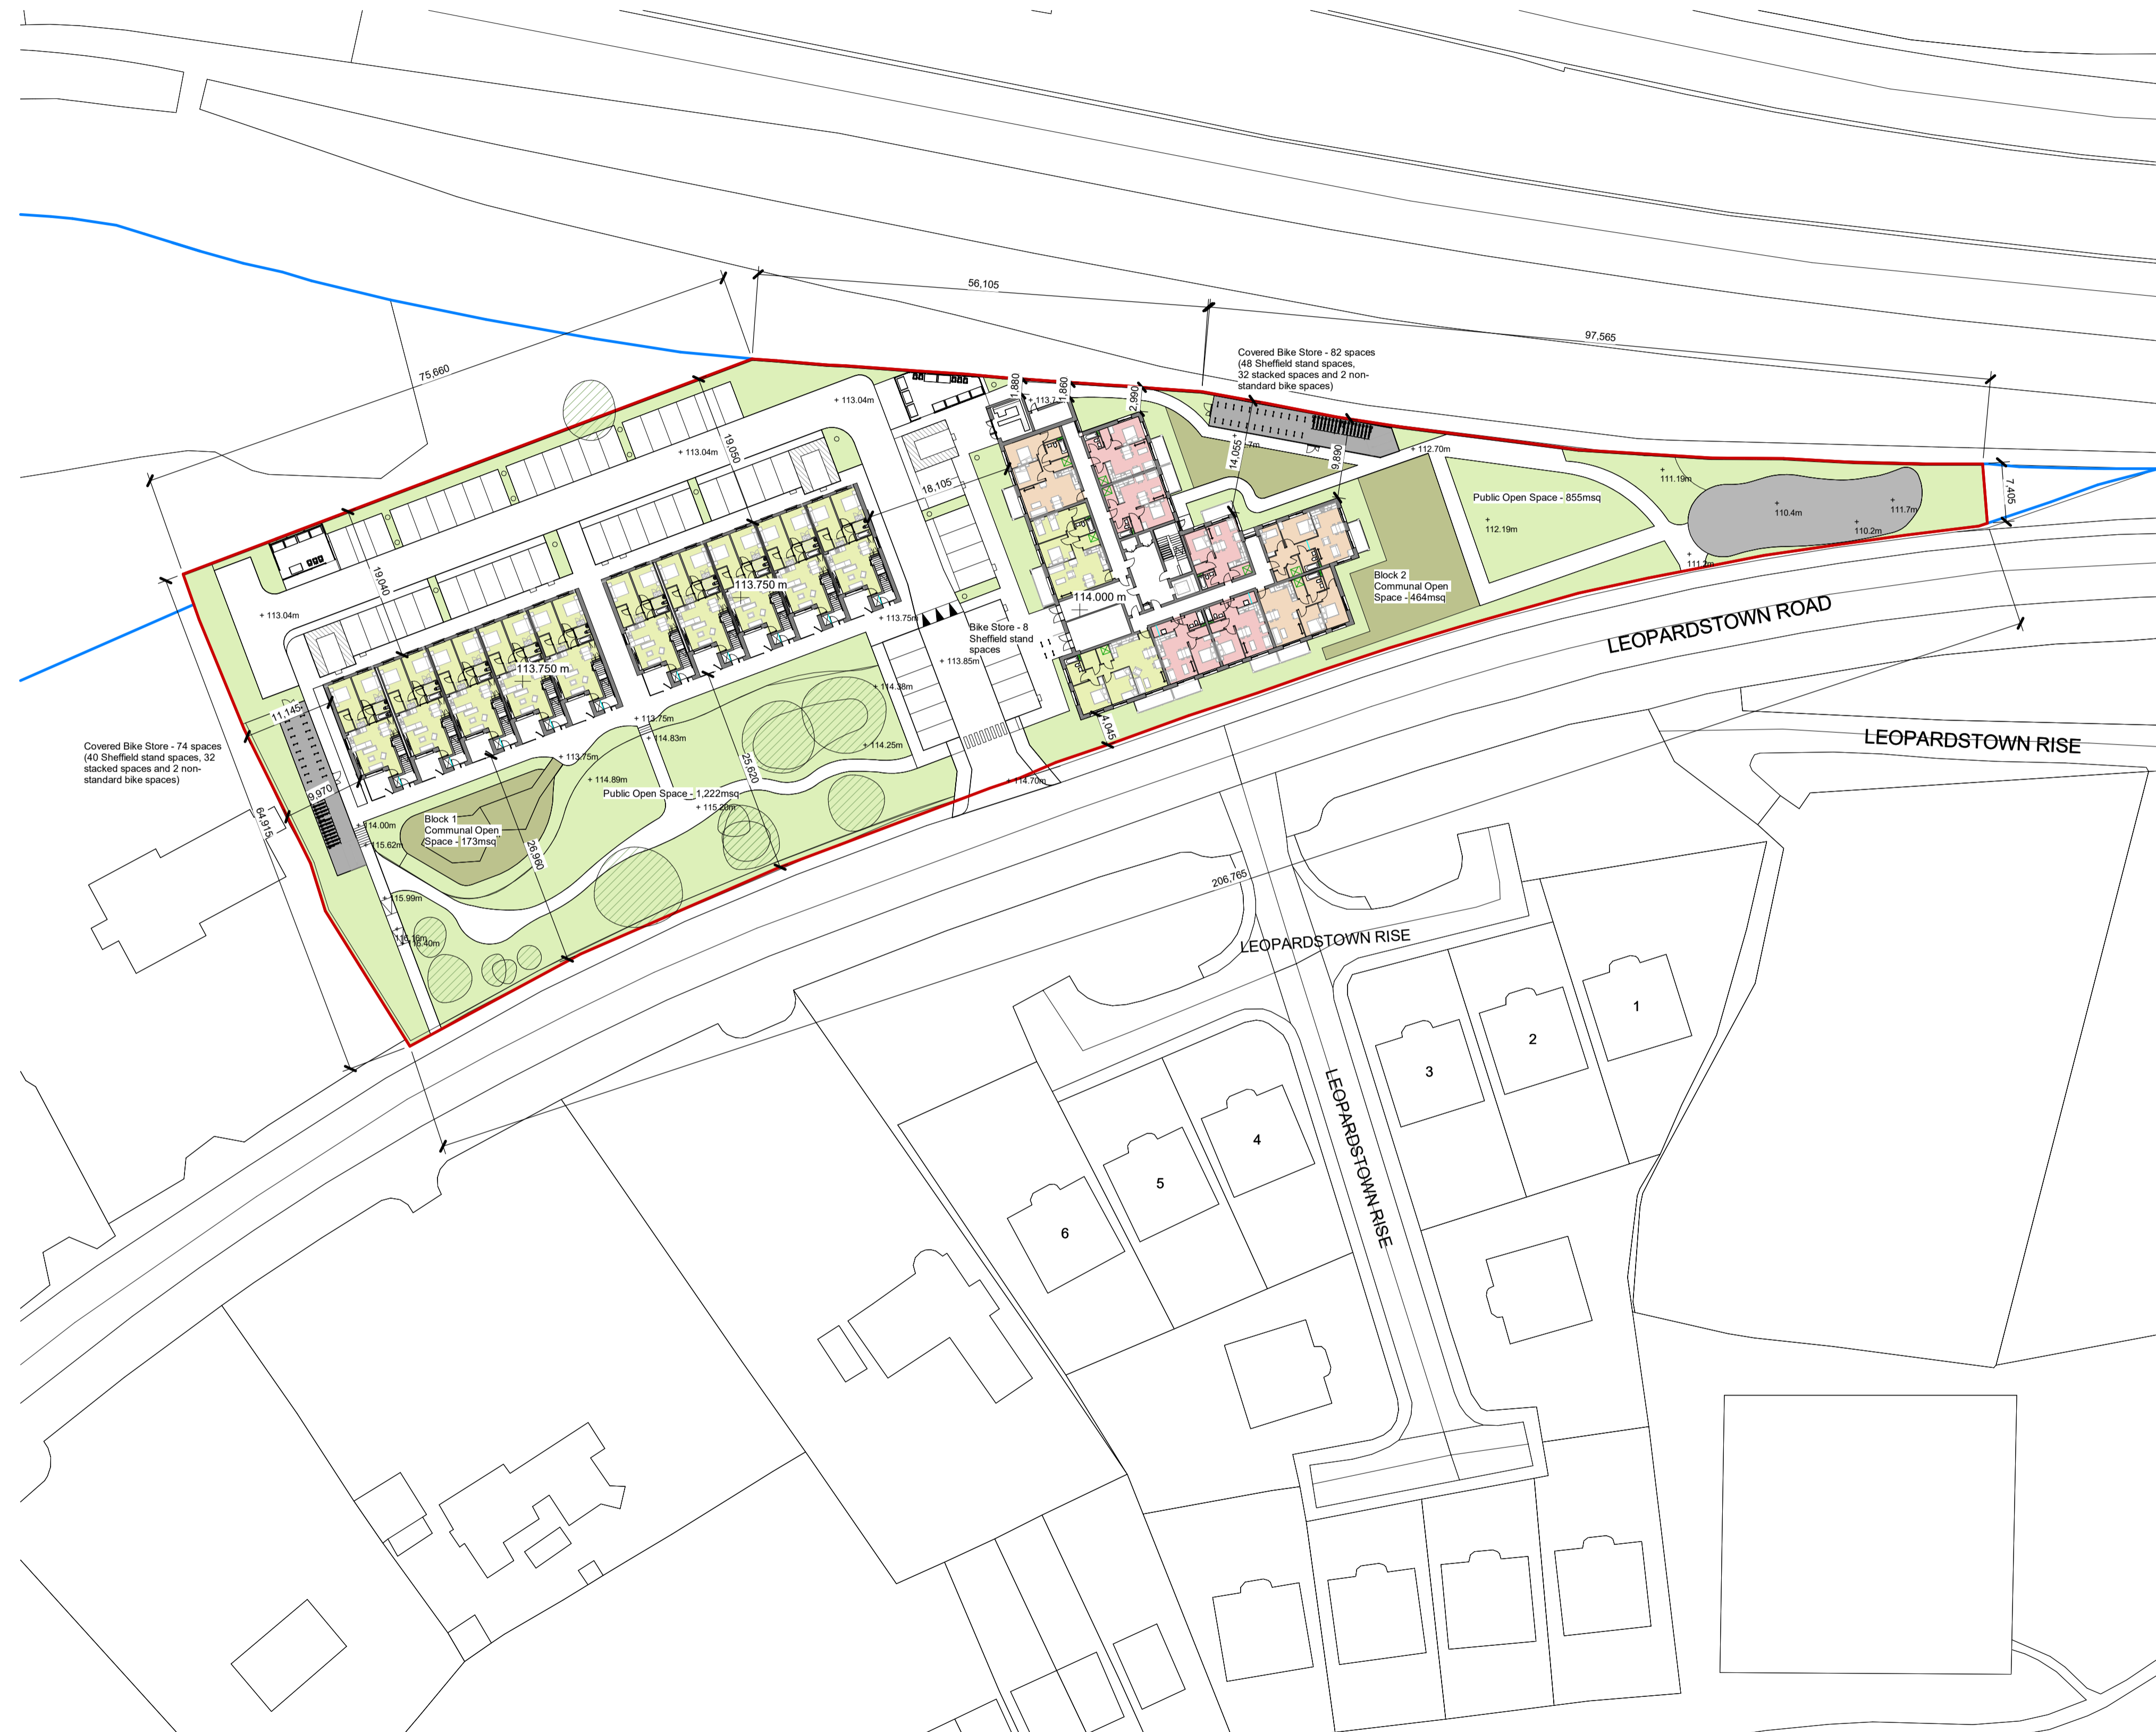 56,105
97,565
75,660
Covered Bike Store - 82 spaces
(48 Sheffield stand spaces,
32 stacked spaces and 2 non-
standard bike spaces)
1,880
1,860
2,990
+ 113.04m
19,050
+ 113.04m
18,105
14,055
9,890
+ 112.70m
Public Open Space - 855msq
+
111.19m
+
110.4m
+
111.7m
+
110.2m
7,405
+
112.19m
19,040
+ 113.04m
113.750 m
113.750 m
114.000 m
+ 113.75m
Bike Store - 8
Sheffield stand
spaces
+ 113.85m
Block 2
Communal Open
Space - 464msq
LEOPARDSTOWN ROAD
+ 114.38m
+ 113.75m
+ 114.83m
+ 114.25m
+ 113.75m
+ 114.89m
Public Open Space - 1,222msq
25,620
4,045
+ 114.70m
11,145
Covered Bike Store - 74 spaces
(40 Sheffield stand spaces, 32
stacked spaces and 2 non-
standard bike spaces)
9,970
64,915
+ 114.00m
+ 115.62m
Block 1
Communal Open
Space - 173msq
26,960
+ 115.99m
LEOPARDSTOWN RISE
206,765
LEOPARDSTOWN RISE
LEOPARDSTOWN RISE
1
2
3
4
5
6